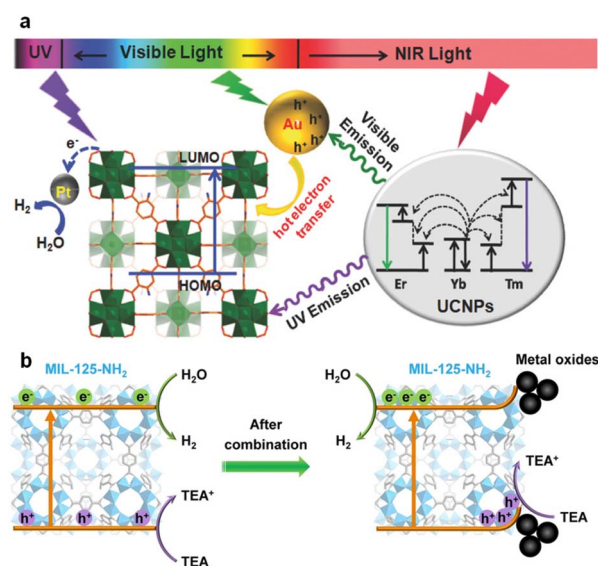 a
UV
Visible Light
NIR Light
e-
Pt
H₂
H₂O
LUMO
HOMO
h⁺
h⁺
Au
h⁺
h⁺
h⁺
hot electron
transfer
Visible
Emission
UV Emission
Er
Yb
Tm
UCNPs
b
MIL-125-NH₂
e-
e-
e-
H₂O
H₂
TEA⁺
h⁺
h⁺
h⁺
TEA
After
combination
MIL-125-NH₂
Metal oxides
H₂O
e-
e-
e-
H₂
TEA⁺
h⁺
h⁺
h⁺
TEA